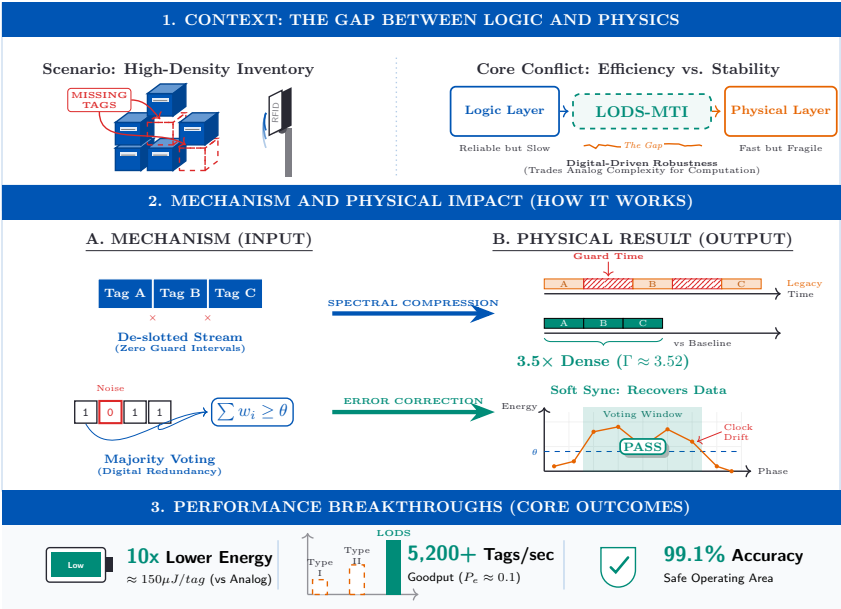 1. CONTEXT: THE GAP BETWEEN LOGIC AND PHYSICS
Scenario: High-Density Inventory
MISSING
TAGS
RFID
Core Conflict: Efficiency vs. Stability
Logic Layer
LODS-MTI
Physical Layer
Reliable but Slow
The Gap
Fast but Fragile
Digital-Driven Robustness
(Trades Analog Complexity for Computation)
2. MECHANISM AND PHYSICAL IMPACT (HOW IT WORKS)
A. MECHANISM (INPUT)
Tag A
Tag B
Tag C
× ×
De-slotted Stream
(Zero Guard Intervals)
SPECTRAL COMPRESSION
Noise
1 0 1 1
∑ wᵢ ≥ θ
Majority Voting
(Digital Redundancy)
ERROR CORRECTION
B. PHYSICAL RESULT (OUTPUT)
Guard Time
A B C
Legacy
Time
A B C
vs Baseline
3.5× Dense (Γ ≈ 3.52)
Soft Sync: Recovers Data
Energy
Voting Window
Clock
Drift
PASS
θ
Phase
3. PERFORMANCE BREAKTHROUGHS (CORE OUTCOMES)
Low
10x Lower Energy
≈ 150μJ/tag (vs Analog)
Type
I
Type
II
LODS
5,200+ Tags/sec
Goodput (Pₑ ≈ 0.1)
99.1% Accuracy
Safe Operating Area